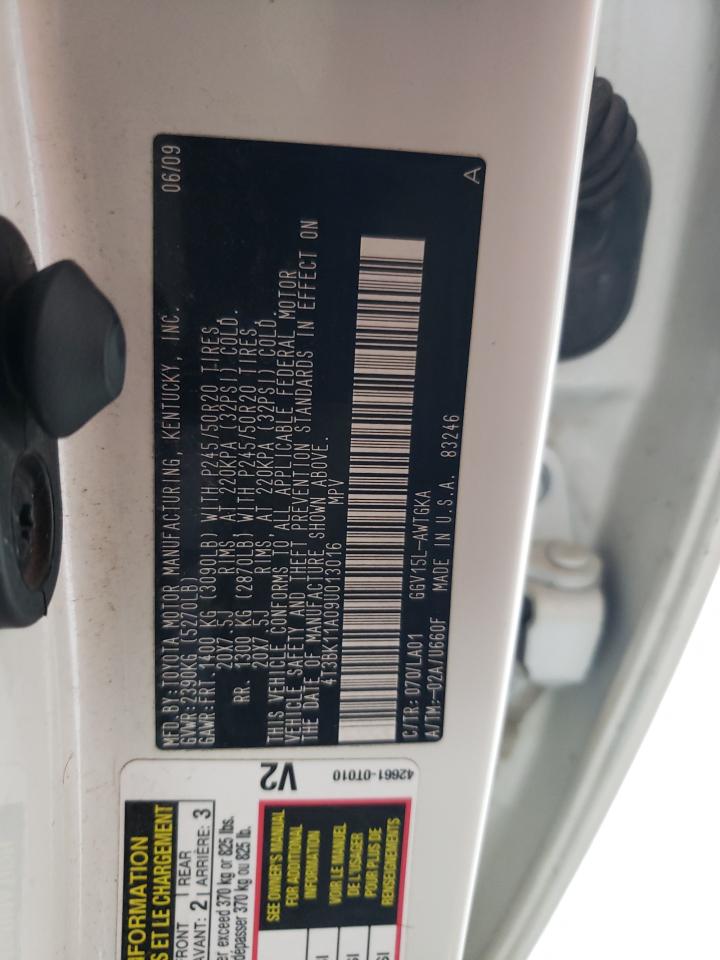 MFD. BY: TOYOTA MOTOR MANUFACTURING, KENTUCKY, INC. 06/09
GVWR: 2390KG (5270LB)
GAWR: FRT. 1400 KG (3090LB) WITH P245/50R20 TIRES,
20X7.5J RIMS, AT 220KPA (32PSI) COLD.
RR. 1300 KG (2870LB) WITH P245/50R20 TIRES,
20X7.5J RIMS, AT 220KPA (32PSI) COLD.
THIS VEHICLE CONFORMS TO ALL APPLICABLE FEDERAL MOTOR
VEHICLE SAFETY AND THEFT PREVENTION STANDARDS IN EFFECT ON
THE DATE OF MANUFACTURE SHOWN ABOVE.
4T3BK11A09U013016 MPV
C/TR: 070/LA01 GGV15L-AWTGKA
A/TM:-02A/U660F MADE IN U.S.A. 83246 A
V2
42661-0T010
FORMATION
S ET LE CHARGEMENT
FRONT 2 REAR 3
AVANT: ARRIÈRE:
er exceed 370 kg or 825 lbs.
dépasser 370 kg ou 825 lb.
SEE OWNER'S MANUAL
FOR ADDITIONAL
INFORMATION
VOIR LE MANUEL
DE L'USAGER
POUR PLUS DE
RENSEIGNEMENTS